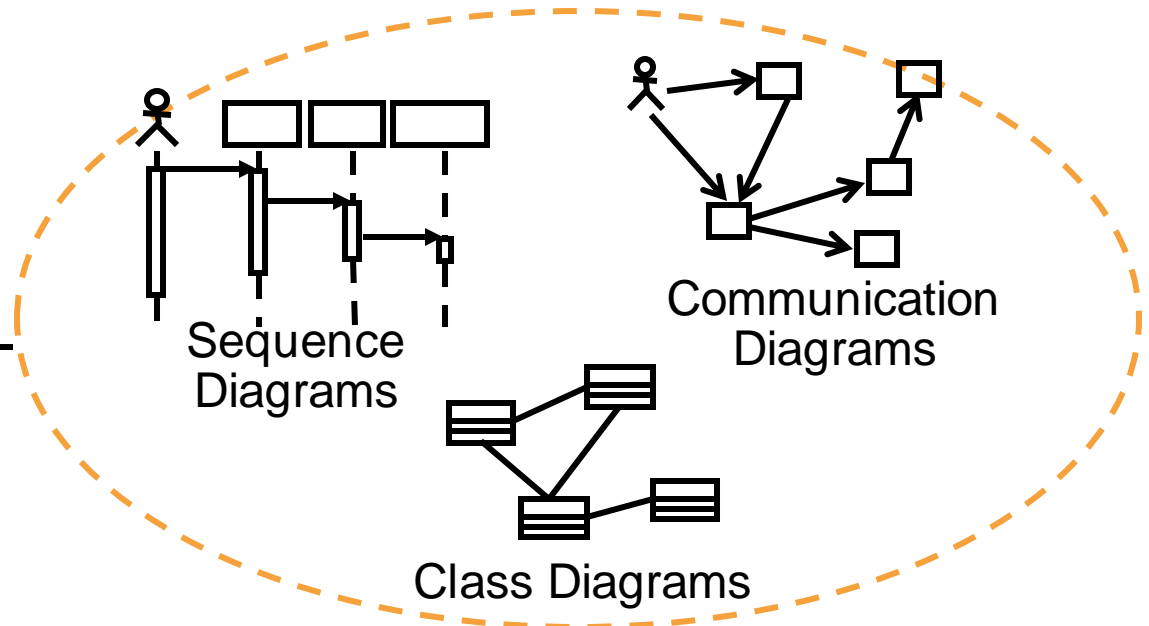 Sequence
Diagrams
Communication
Diagrams
Class Diagrams